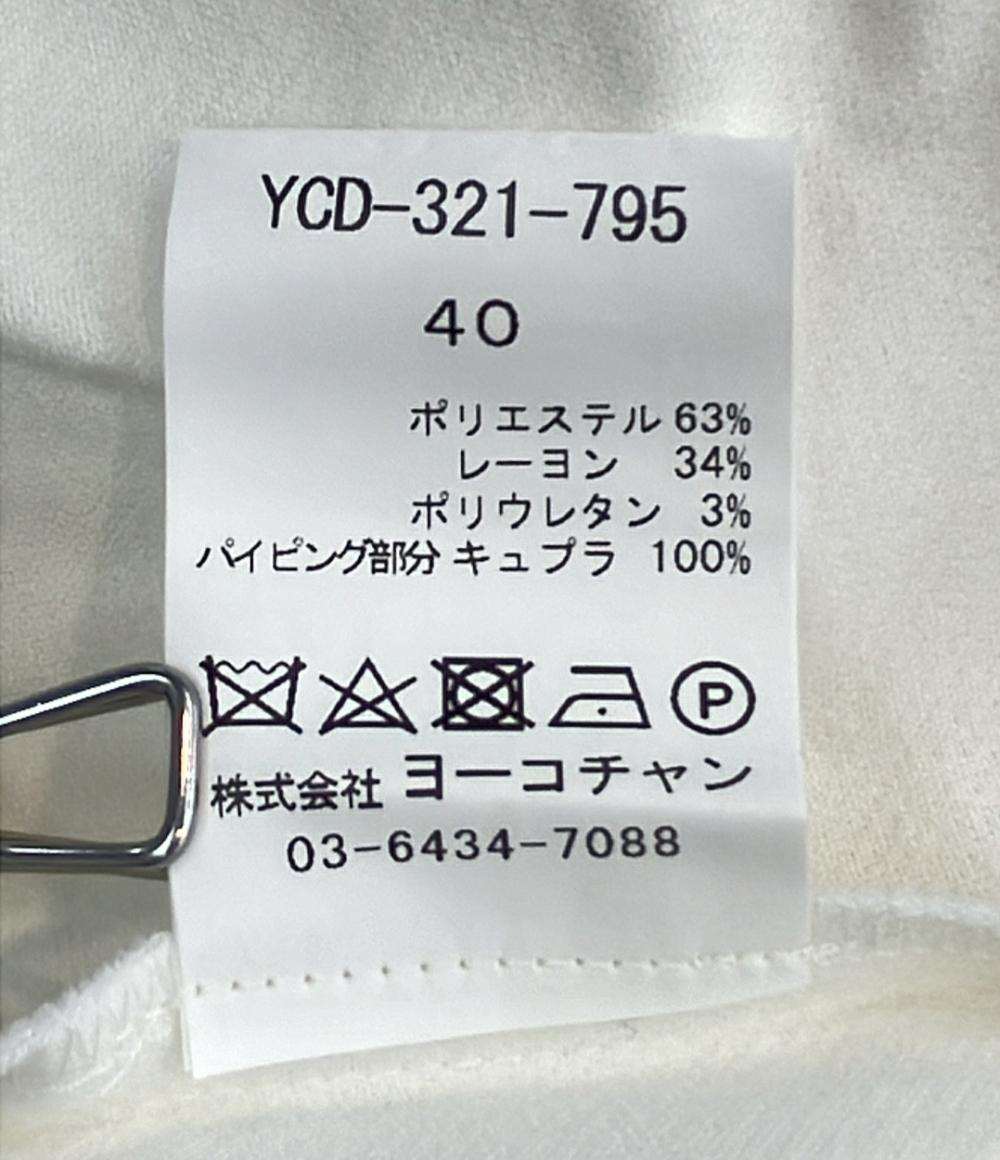 YCD-321-795
40
ポリエステル 63%
レーヨン 34%
ポリウレタン 3%
パイピング部分 キュプラ 100%
P
株式会社 ヨーコチャン
03-6434-7088